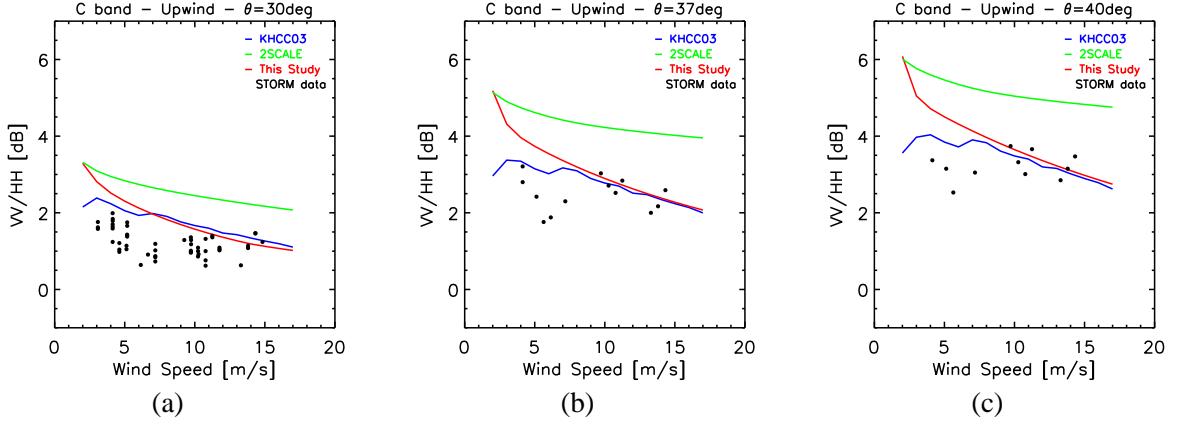 C band – Upwind – θ=30deg
KHCC03
2SCALE
This Study
STORM data
VV/HH [dB]
6
4
2
0
0 5 10 15 20
Wind Speed [m/s]
(a)
C band – Upwind – θ=37deg
KHCC03
2SCALE
This Study
STORM data
VV/HH [dB]
6
4
2
0
0 5 10 15 20
Wind Speed [m/s]
(b)
C band – Upwind – θ=40deg
KHCC03
2SCALE
This Study
STORM data
VV/HH [dB]
6
4
2
0
0 5 10 15 20
Wind Speed [m/s]
(c)